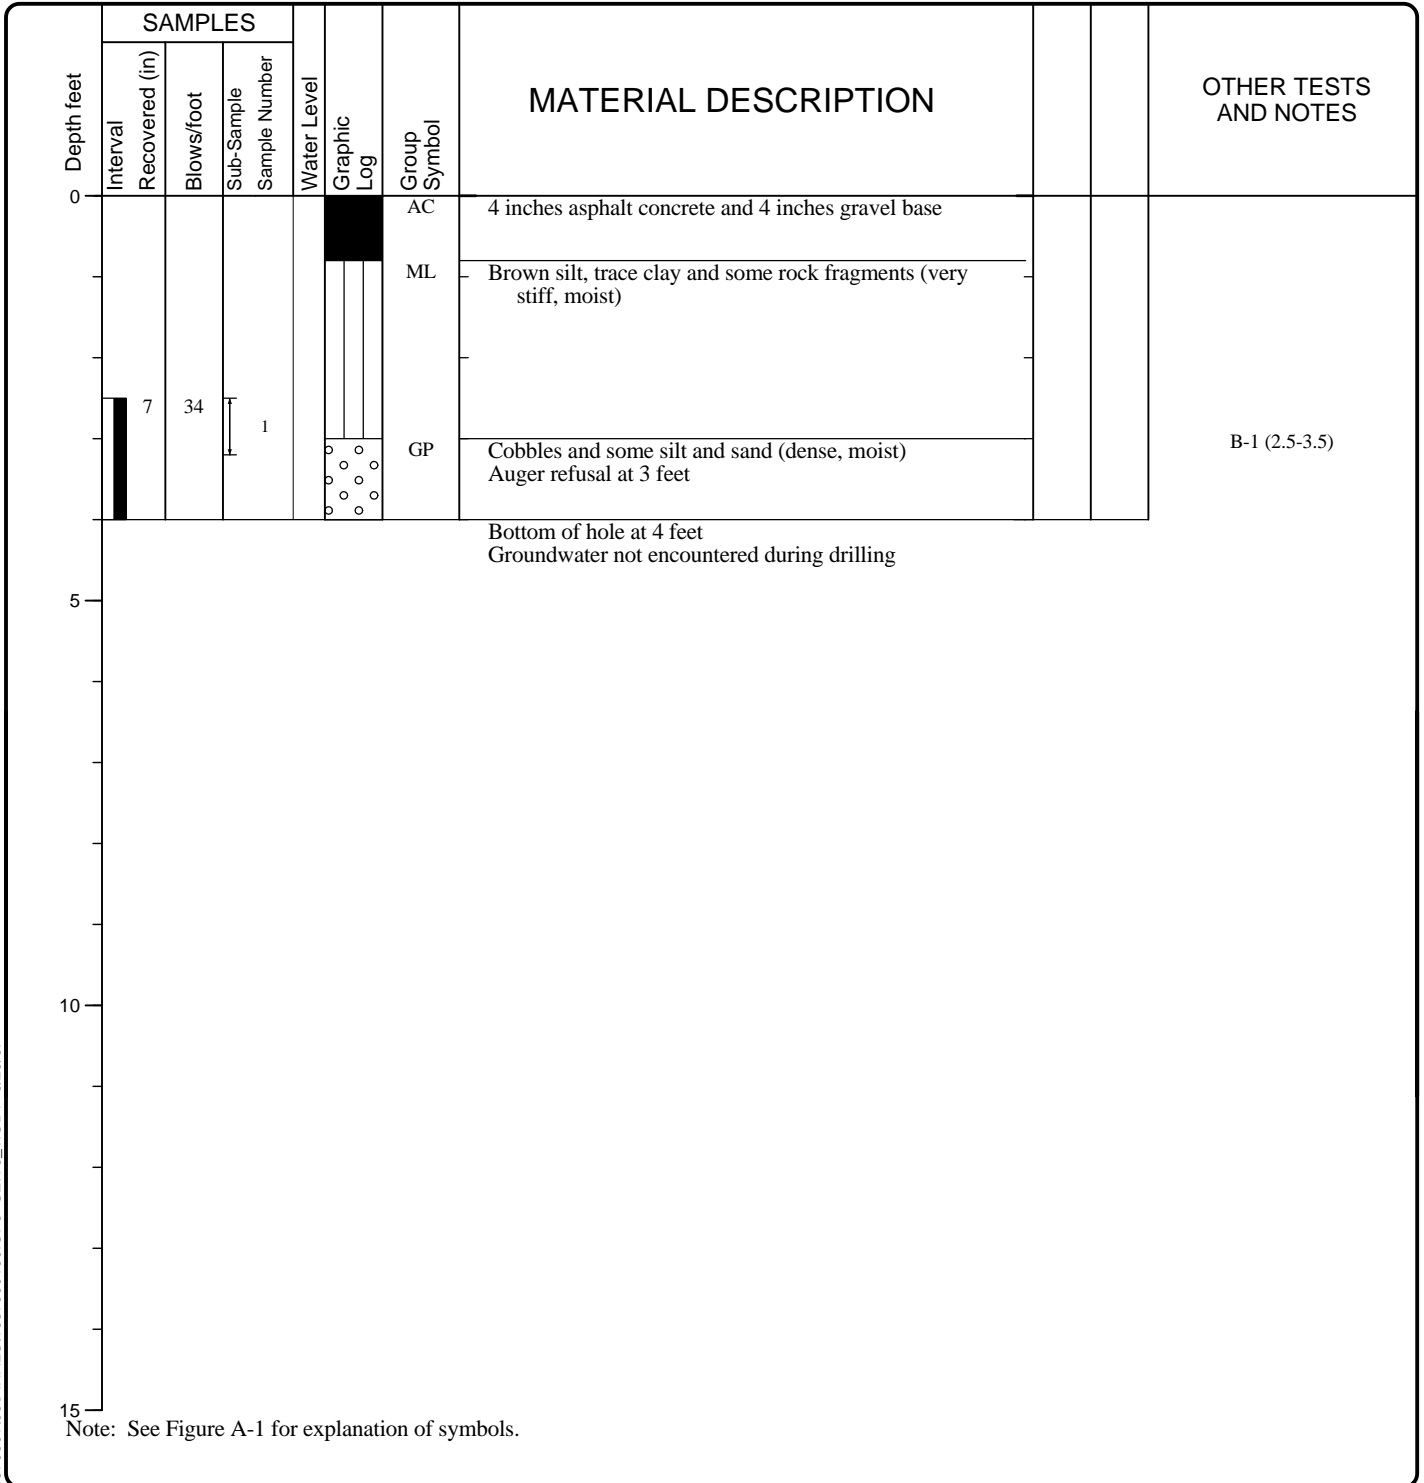 SAMPLES
Depth feet
Interval
Recovered (in)
Blows/foot
Sub-Sample
Sample Number
Water Level
Graphic
Log
Group
Symbol
MATERIAL DESCRIPTION
OTHER TESTS
AND NOTES
0
AC
4 inches asphalt concrete and 4 inches gravel base
ML
Brown silt, trace clay and some rock fragments (very
stiff, moist)
7
34
1
GP
Cobbles and some silt and sand (dense, moist)
Auger refusal at 3 feet
B-1 (2.5-3.5)
Bottom of hole at 4 feet
Groundwater not encountered during drilling
5
10
15
Note: See Figure A-1 for explanation of symbols.